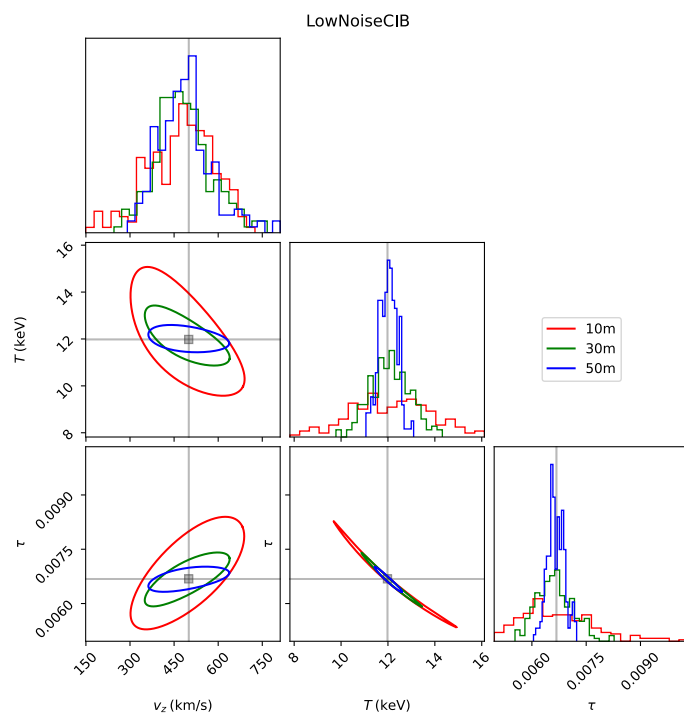 LowNoiseCIB
T (keV)
16
14
12
10
8
10m
30m
50m
τ
0.0090
0.0075
0.0060
τ
150
300
450
600
750
8
10
12
14
16
0.0060
0.0075
0.0090
v_z (km/s)
T (keV)
τ